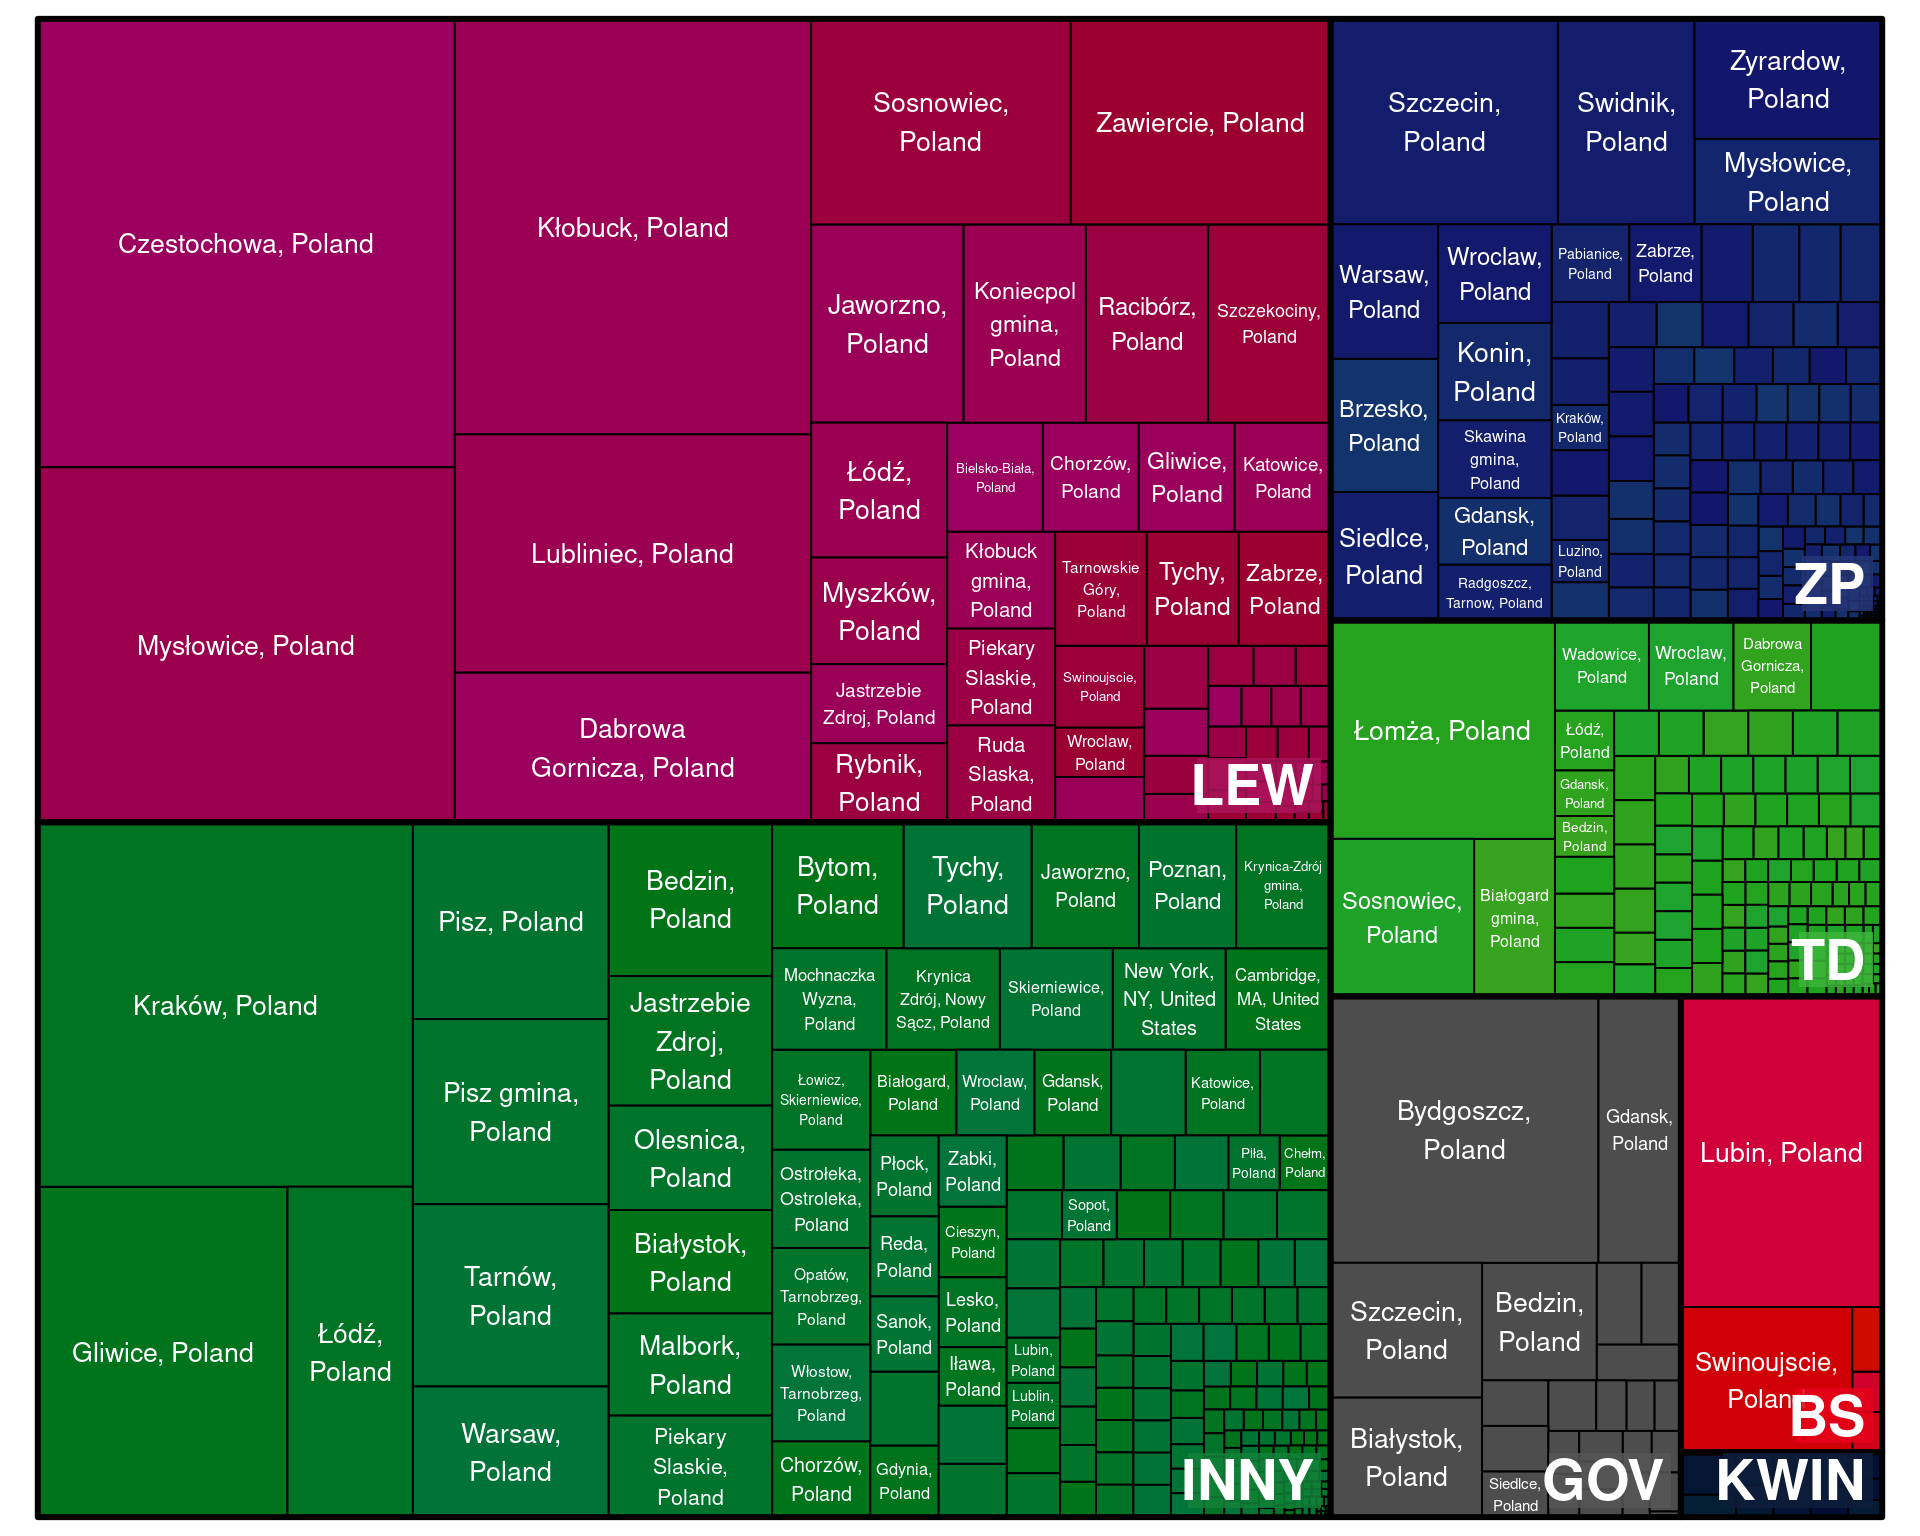 Czestochowa, Poland
Mysłowice, Poland
Kłobuck, Poland
Lubliniec, Poland
Dabrowa
Gornicza, Poland
Sosnowiec,
Poland
Zawiercie, Poland
Jaworzno,
Poland
Koniecpol
gmina,
Poland
Racibórz,
Poland
Szczekociny,
Poland
Łódź,
Poland
Myszków,
Poland
Jastrzebie
Zdroj, Poland
Rybnik,
Poland
Bielsko-Biała,
Poland
Chorzów,
Poland
Gliwice,
Poland
Katowice,
Poland
Kłobuck
gmina,
Poland
Piekary
Slaskie,
Poland
Ruda
Slaska,
Poland
Tarnowskie
Góry,
Poland
Tychy,
Poland
Zabrze,
Poland
Swinoujscie,
Poland
Wroclaw,
Poland
LEW
Szczecin,
Poland
Swidnik,
Poland
Zyrardow,
Poland
Mysłowice,
Poland
Warsaw,
Poland
Brzesko,
Poland
Siedlce,
Poland
Wroclaw,
Poland
Konin,
Poland
Skawina
gmina,
Poland
Gdansk,
Poland
Radgoszcz,
Tarnow, Poland
Pabianice,
Poland
Zabrze,
Poland
Kraków,
Poland
Luzino,
Poland
ZP
Łomża, Poland
Sosnowiec,
Poland
Białogard
gmina,
Poland
Wadowice,
Poland
Wroclaw,
Poland
Dabrowa
Gornicza,
Poland
Łódź,
Poland
Gdansk,
Poland
Bedzin,
Poland
TD
Kraków, Poland
Gliwice, Poland
Łódź,
Poland
Pisz, Poland
Pisz gmina,
Poland
Tarnów,
Poland
Warsaw,
Poland
Bedzin,
Poland
Jastrzebie
Zdroj,
Poland
Olesnica,
Poland
Białystok,
Poland
Malbork,
Poland
Piekary
Slaskie,
Poland
Bytom,
Poland
Tychy,
Poland
Jaworzno,
Poland
Poznan,
Poland
Krynica-Zdrój
gmina,
Poland
Mochnaczka
Wyzna,
Poland
Krynica
Zdrój, Nowy
Sącz, Poland
Skierniewice,
Poland
New York,
NY, United
States
Cambridge,
MA, United
States
Łowicz,
Skierniewice,
Poland
Ostrołeka,
Ostroleka,
Poland
Opatów,
Tarnobrzeg,
Poland
Włostow,
Tarnobrzeg,
Poland
Chorzów,
Poland
Białogard,
Poland
Wroclaw,
Poland
Gdansk,
Poland
Katowice,
Poland
Płock,
Poland
Reda,
Poland
Sanok,
Poland
Gdynia,
Poland
Zabki,
Poland
Cieszyn,
Poland
Lesko,
Poland
Iława,
Poland
Piła,
Poland
Chełm,
Poland
Sopot,
Poland
Lubin,
Poland
Lublin,
Poland
INNY
Bydgoszcz,
Poland
Gdansk,
Poland
Szczecin,
Poland
Białystok,
Poland
Bedzin,
Poland
Siedlce,
Poland
GOV
Lubin, Poland
Swinoujscie,
Poland
BS
KWIN